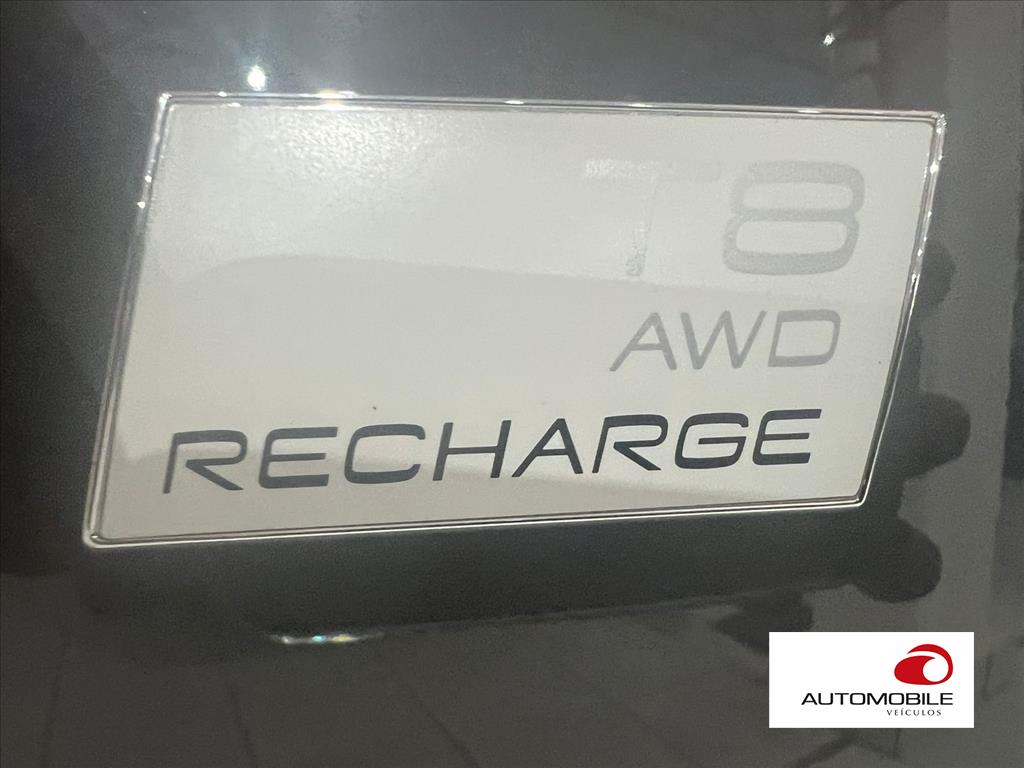 T8
AWD
RECHARGE
AUTOMOBILE
VEÍCULOS